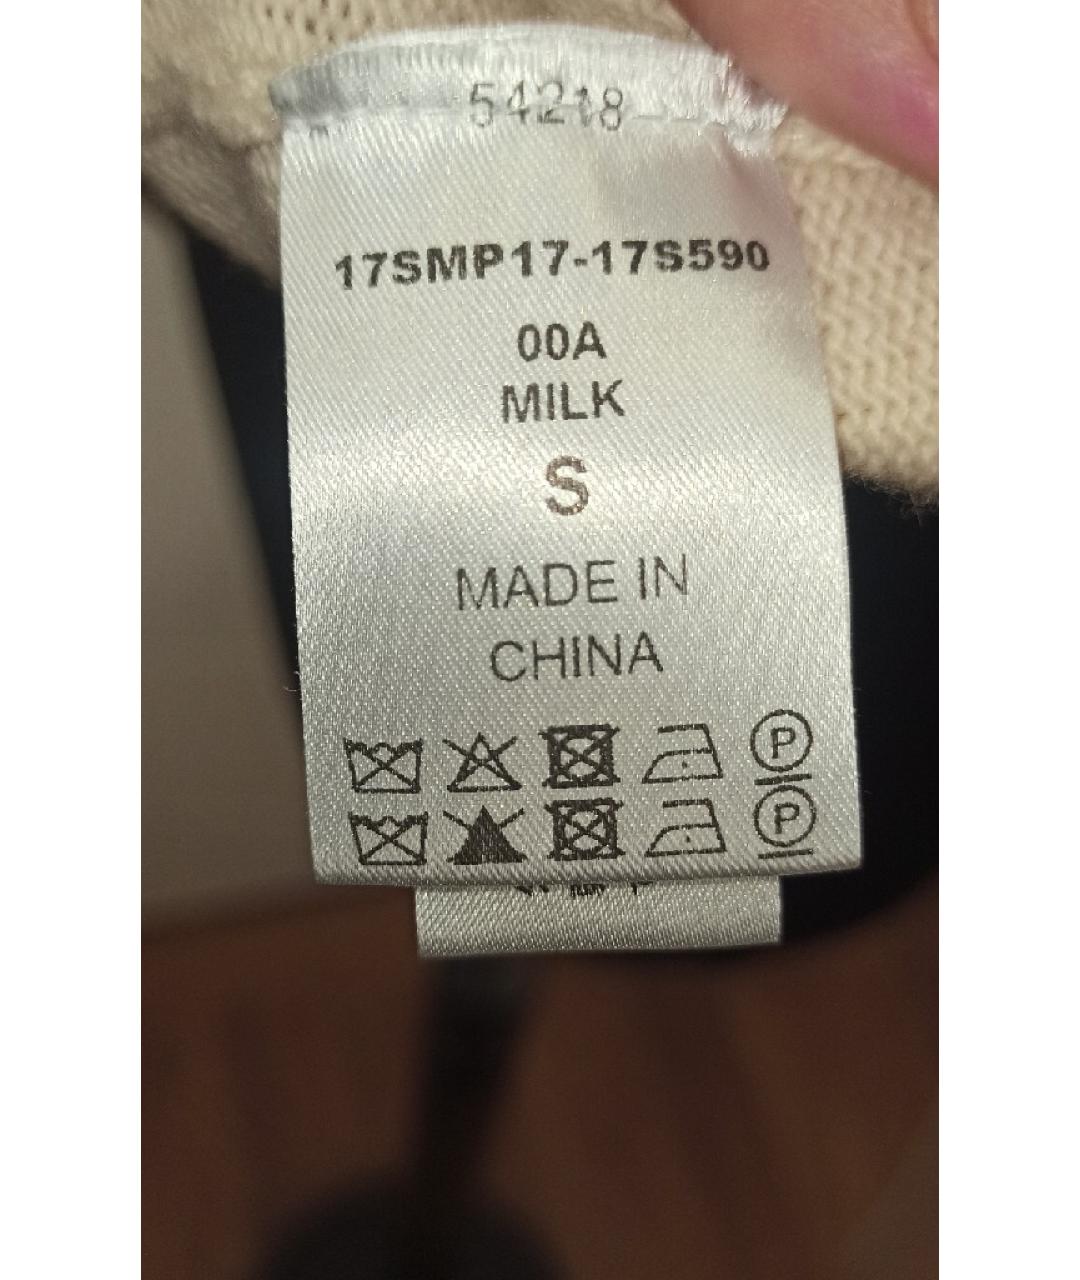 54218
17SMP17-17S590
00A
MILK
S
MADE IN
CHINA
P
P